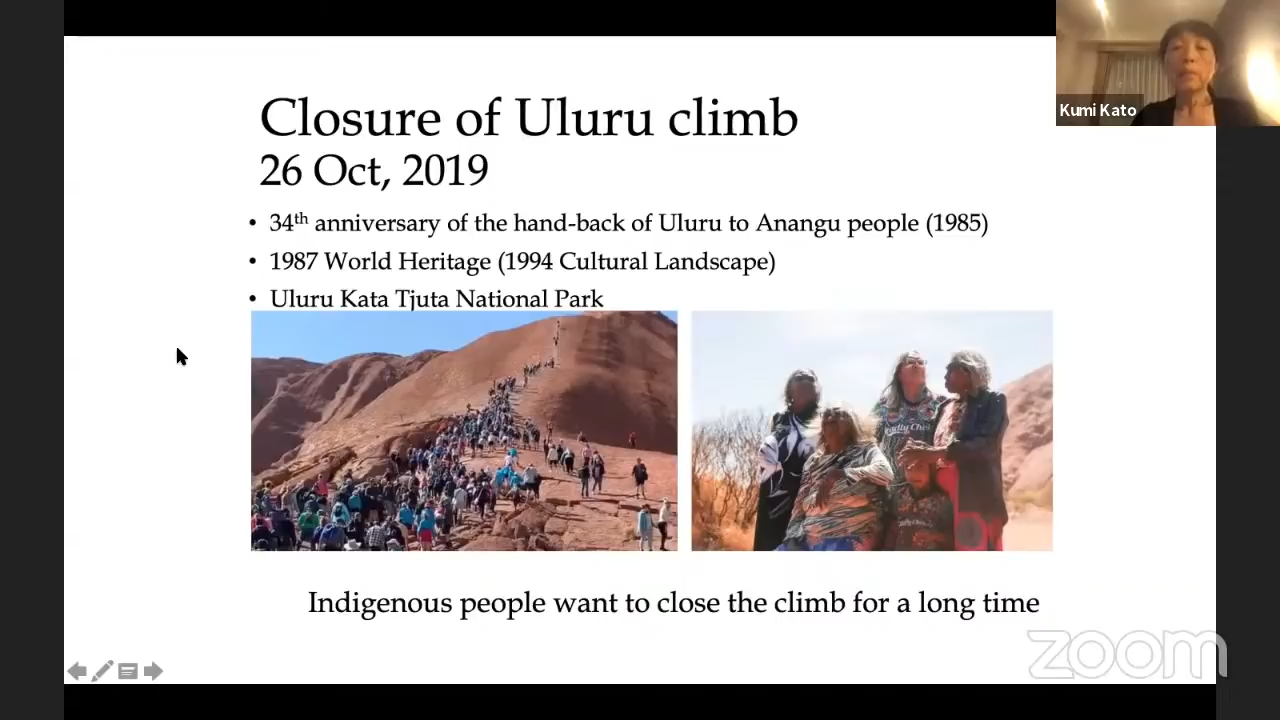 Closure of Uluru climb
26 Oct, 2019
• 34th anniversary of the hand-back of Uluru to Anangu people (1985)
• 1987 World Heritage (1994 Cultural Landscape)
• Uluru Kata Tjuta National Park
Indigenous people want to close the climb for a long time
Kumi Kato
zoom